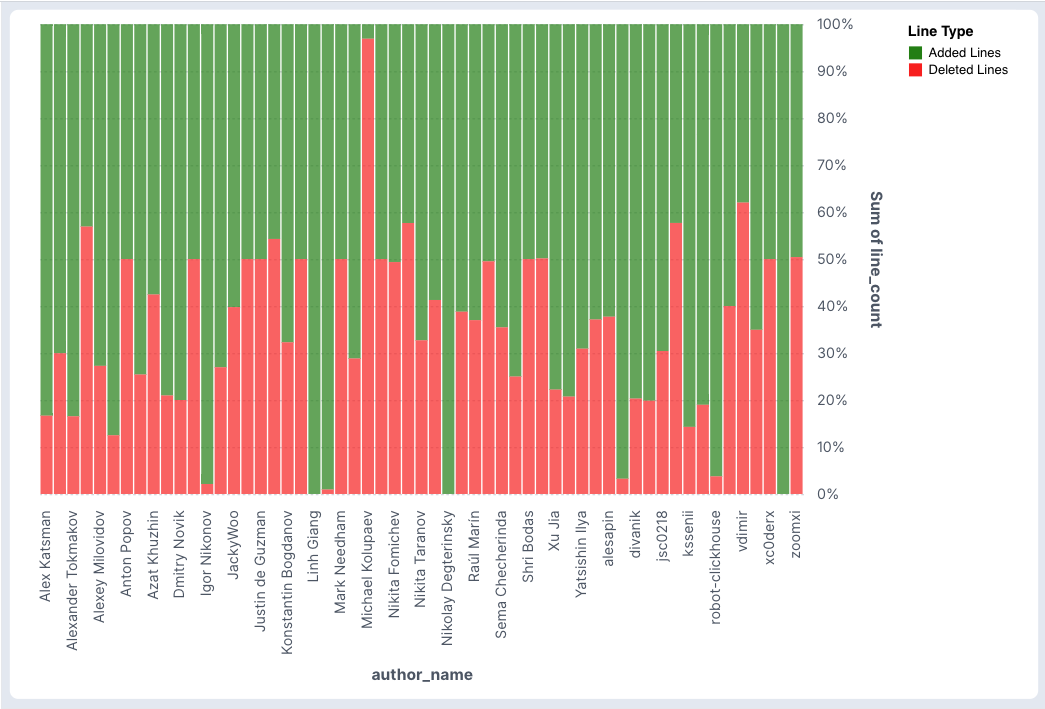 Line Type
Added Lines
Deleted Lines
100%
90%
80%
70%
60%
50%
40%
30%
20%
10%
0%
Sum of line_count
Alex Katsman
Alexander Tokmakov
Alexey Milovidov
Anton Popov
Azat Khuzhin
Dmitry Novik
Igor Nikonov
JackyWoo
Justin de Guzman
Konstantin Bogdanov
Linh Giang
Mark Needham
Michael Kolupaev
Nikita Fomichev
Nikita Taranov
Nikolay Degterinsky
Raúl Marín
Sema Checherinda
Shri Bodas
Xu Jia
Yatsishin Ilya
alesapin
divanik
jsc0218
kssenii
robot-clickhouse
vdimir
xc0derx
zoomxi
author_name